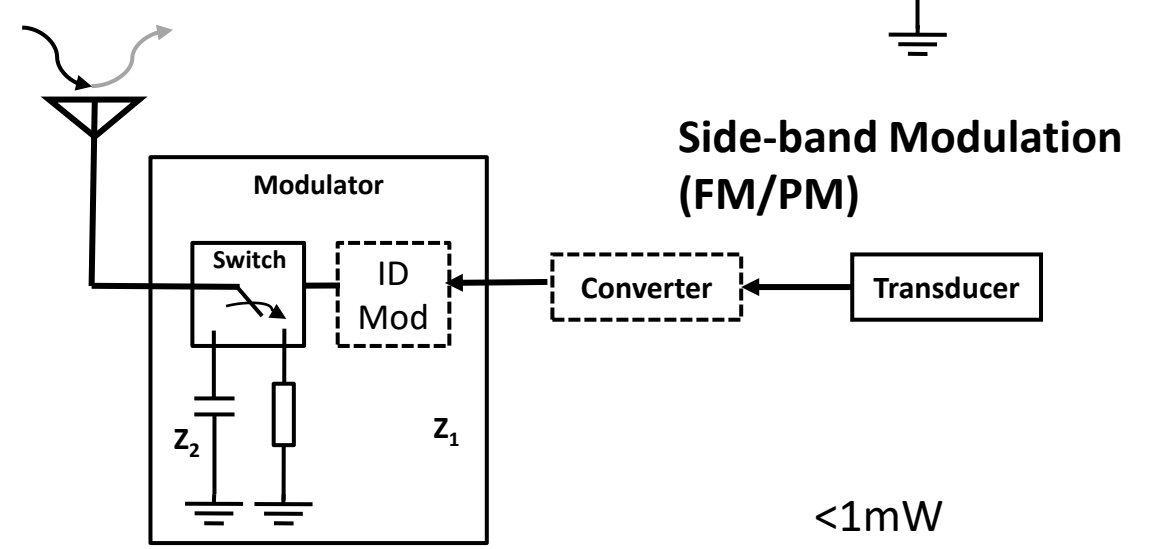 Side-band Modulation
(FM/PM)
Modulator
Switch
ID
Mod
Converter
Transducer
Z₂
Z₁
<1mW